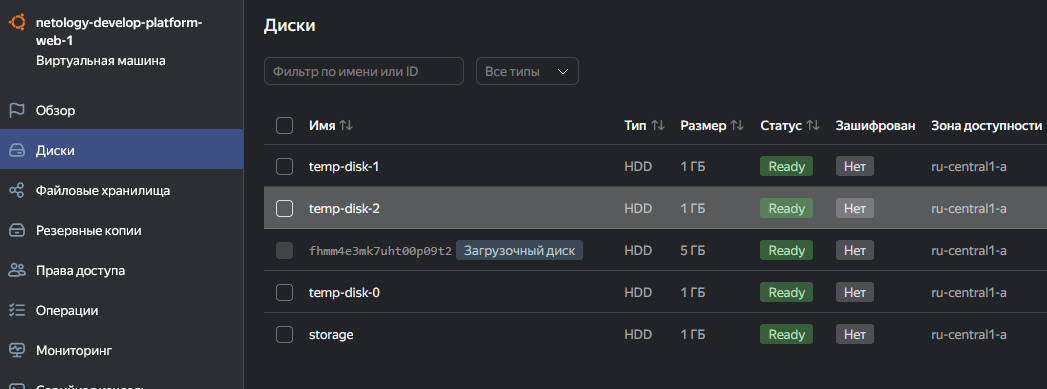 netology-develop-platform-
web-1
Виртуальная машина
Обзор
Диски
Файловые хранилища
Резервные копии
Права доступа
Операции
Мониторинг
Диски
Фильтр по имени или ID
Все типы
Имя Тип Размер Статус Зашифрован Зона доступности
temp-disk-1 HDD 1 ГБ Ready Нет ru-central1-a
temp-disk-2 HDD 1 ГБ Ready Нет ru-central1-a
fhmm4e3mk7uht00p09t2 Загрузочный диск HDD 5 ГБ Ready Нет ru-central1-a
temp-disk-0 HDD 1 ГБ Ready Нет ru-central1-a
storage HDD 1 ГБ Ready Нет ru-central1-a